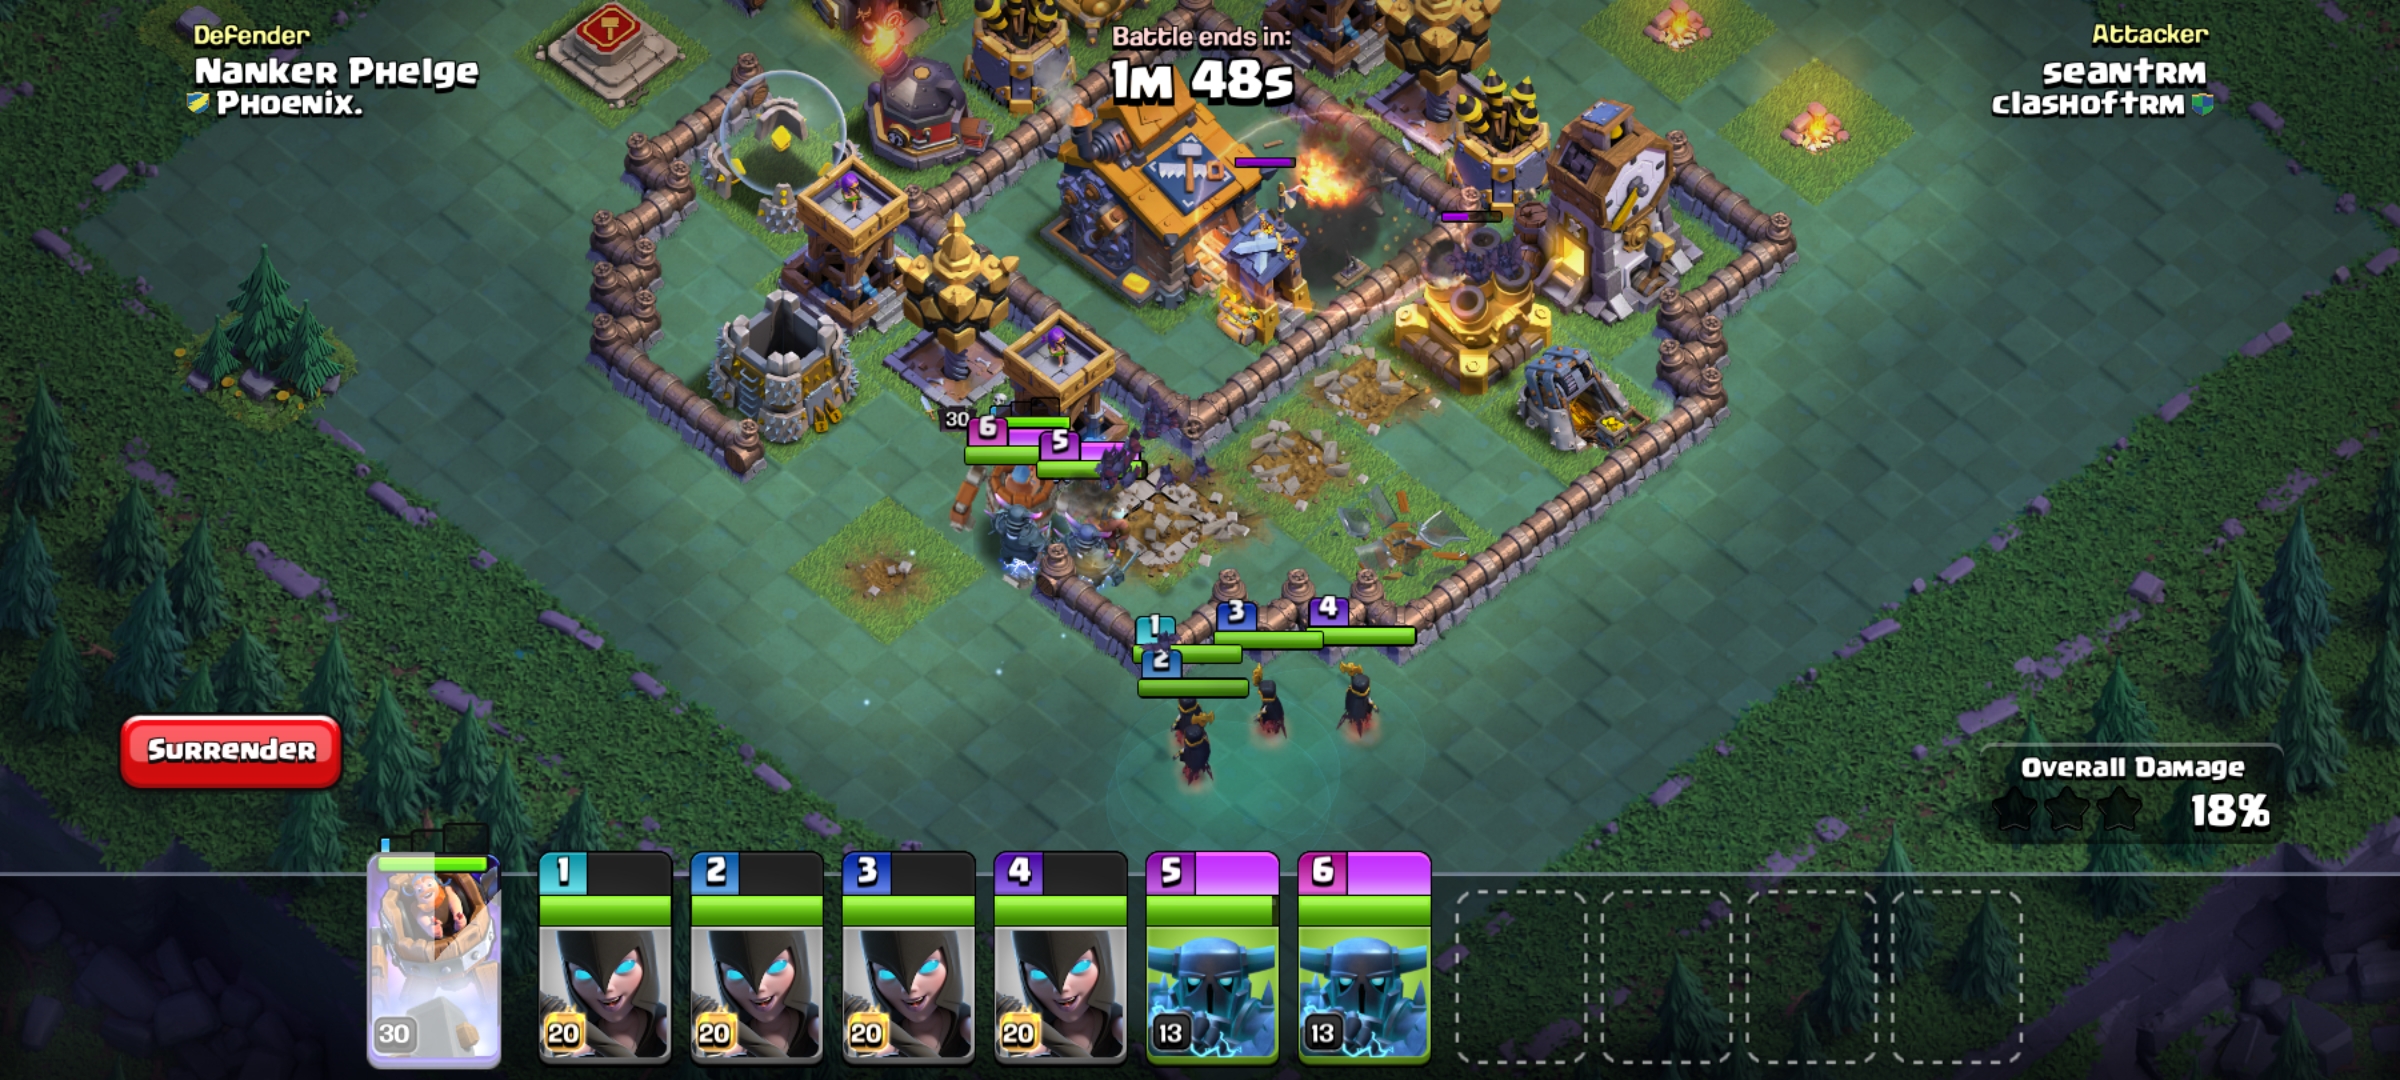 Defender
Nanker Phelge
Phoenix.
Battle ends in:
1M 48s
Attacker
seantrm
clashoftrm
30
6
5
1
3
4
2
Surrender
Overall Damage
18%
1
2
3
4
5
6
30
20
20
20
20
13
13